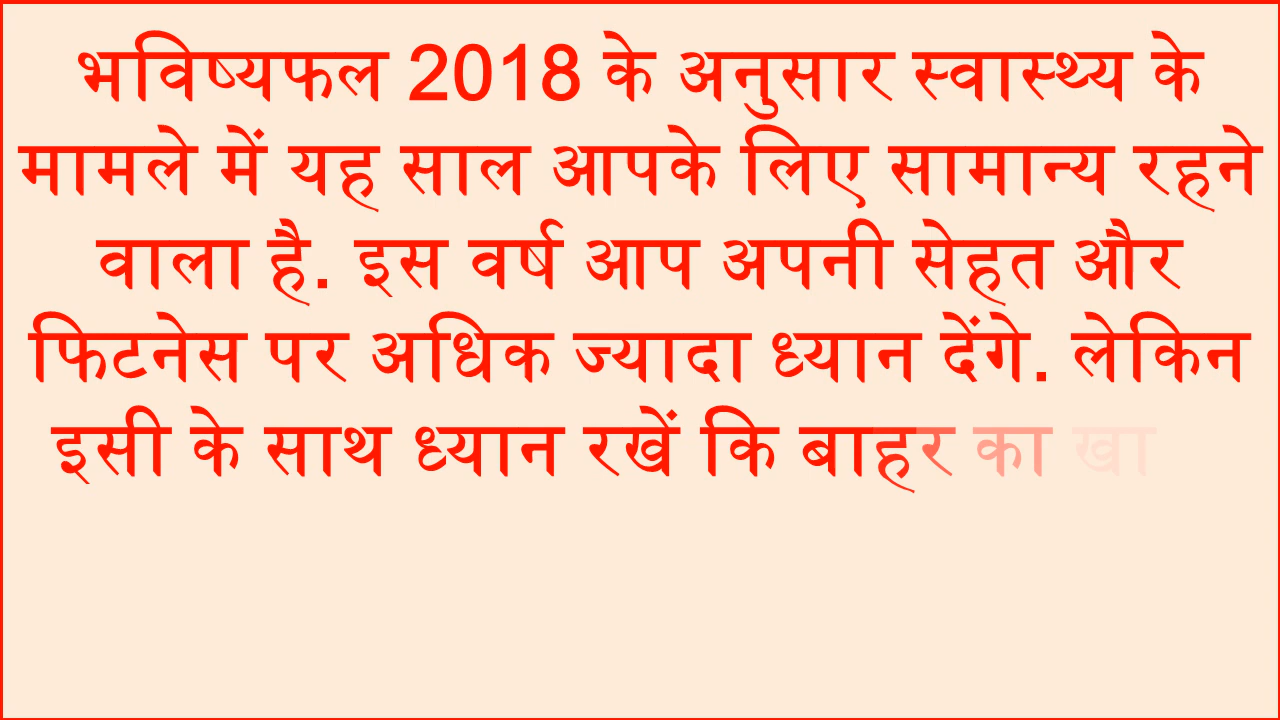 भविष्यफल 2018 के अनुसार स्वास्थ्य के
मामले में यह साल आपके लिए सामान्य रहने
वाला है. इस वर्ष आप अपनी सेहत और
फिटनेस पर अधिक ज्यादा ध्यान देंगे. लेकिन
इसी के साथ ध्यान रखें कि बाहर का खा